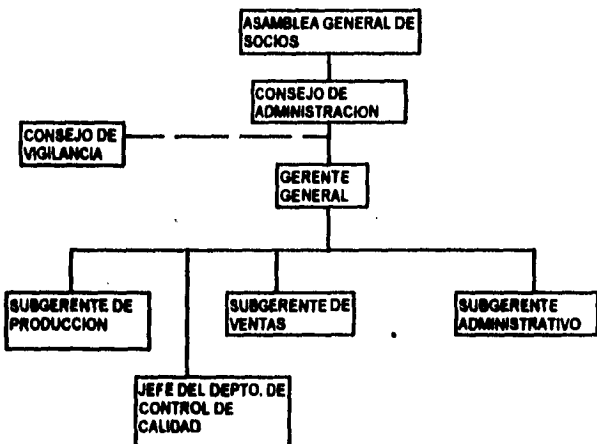 ASAMBLEA GENERAL DE
SOCIOS
CONSEJO DE
ADMINISTRACION
CONSEJO DE
VIGILANCIA
GERENTE
GENERAL
SUBGERENTE DE
PRODUCCION
SUBGERENTE DE
VENTAS
SUBGERENTE
ADMINISTRATIVO
JEFE DEL DEPTO. DE
CONTROL DE
CALIDAD